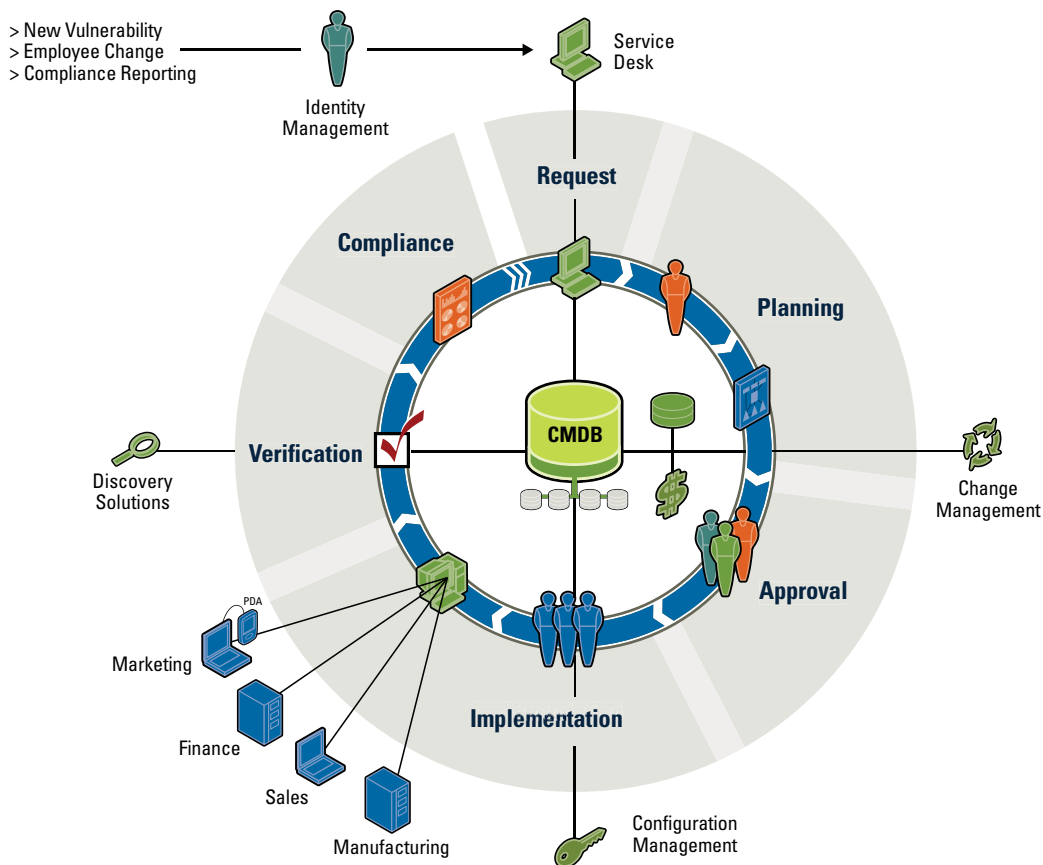 > New Vulnerability
> Employee Change
> Compliance Reporting
Identity
Management
Service
Desk
Request
Compliance
Planning
CMDB
Verification
Discovery
Solutions
Change
Management
Approval
PDA
Marketing
Implementation
Finance
Sales
Manufacturing
Configuration
Management